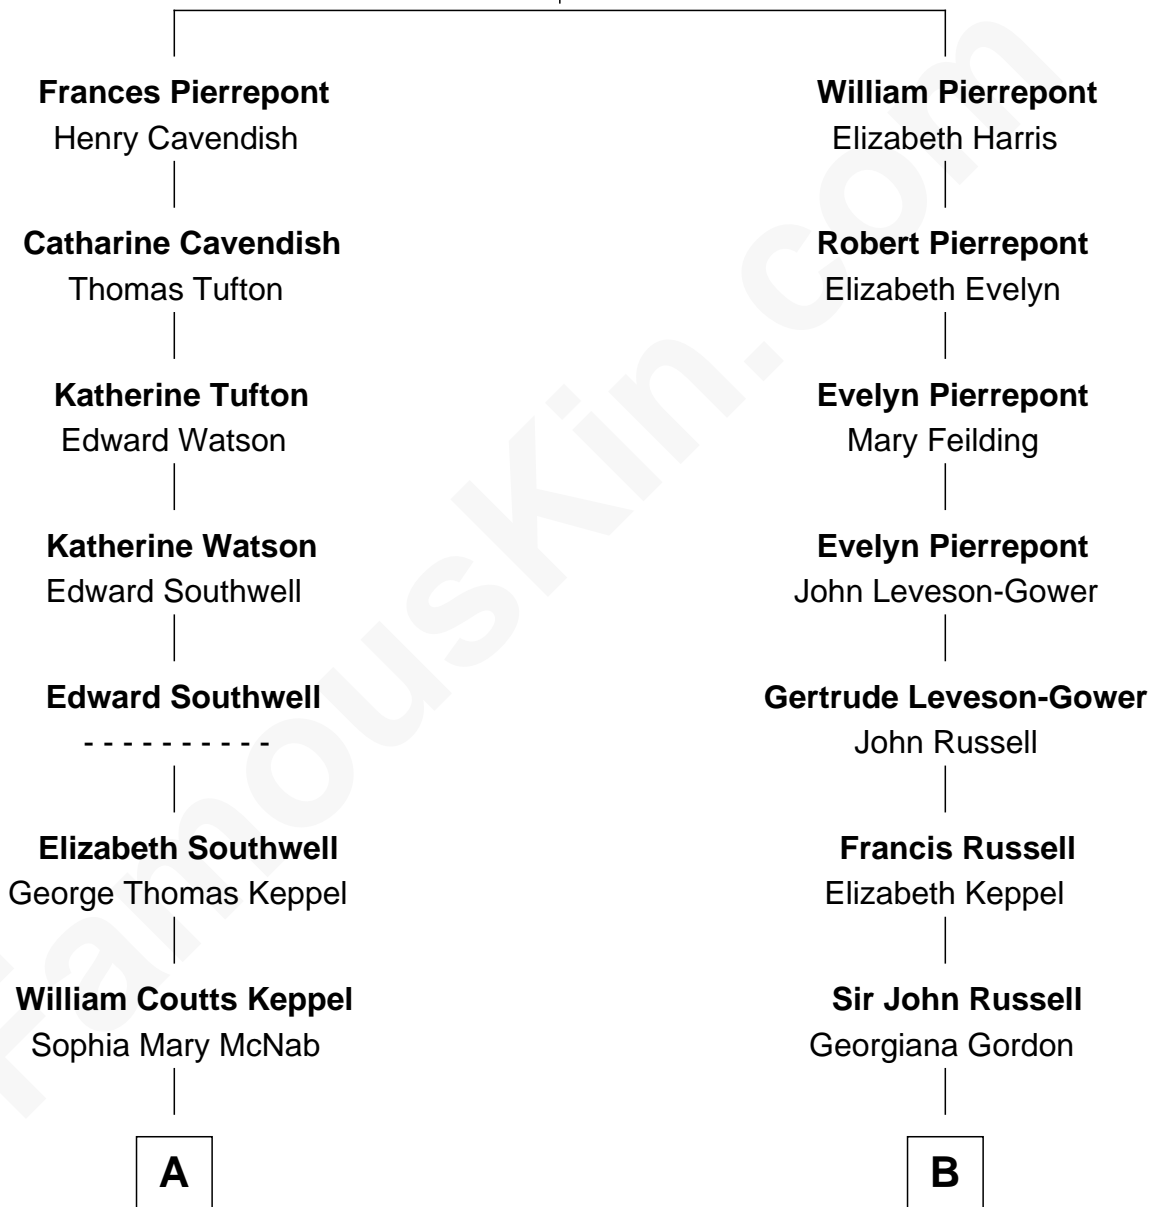 Frances Pierrepont
Henry Cavendish
Catharine Cavendish
Thomas Tufton
Katherine Tufton
Edward Watson
Katherine Watson
Edward Southwell
Edward Southwell
- - - - - - - - - -
Elizabeth Southwell
George Thomas Keppel
William Coutts Keppel
Sophia Mary McNab
A
William Pierrepont
Elizabeth Harris
Robert Pierrepont
Elizabeth Evelyn
Evelyn Pierrepont
Mary Feilding
Evelyn Pierrepont
John Leveson-Gower
Gertrude Leveson-Gower
John Russell
Francis Russell
Elizabeth Keppel
Sir John Russell
Georgiana Gordon
B
FamousKin.com